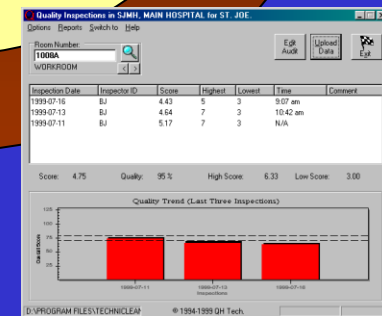 Quality Inspections in SJMH, MAIN HOSPITAL for ST. JOE.
Options Reports Switch to Help
Room Number:
1008A
WORKROOM
< >
Edit Audit
Upload Data
Exit
Inspection Date Inspector ID Score Highest Lowest Time Comment
1999-07-16 BJ 4.43 5 3 9:07 am
1999-07-13 BJ 4.64 7 3 10:42 am
1999-07-11 BJ 5.17 7 3 N/A
Score: 4.75 Quality: 95 % High Score: 6.33 Low Score: 3.00
Quality Trend (Last Three Inspections)
125
100
75
50
25
1999-07-11 1999-07-13 1999-07-16
Inspections
D:\PROGRAM FILES\TECHNICLEAN © 1994-1999 QH Tech.